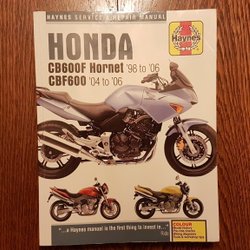 HAYNES SERVICE & REPAIR MANUAL
Haynes
HONDA
CB600F Hornet '98 to '06
CBF600 '04 to '06
"...a Haynes manual is the first thing to invest in..."
COLOUR